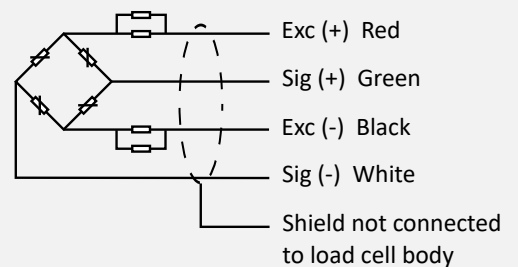 Exc (+) Red
Sig (+) Green
Exc (-) Black
Sig (-) White
Shield not connected
to load cell body